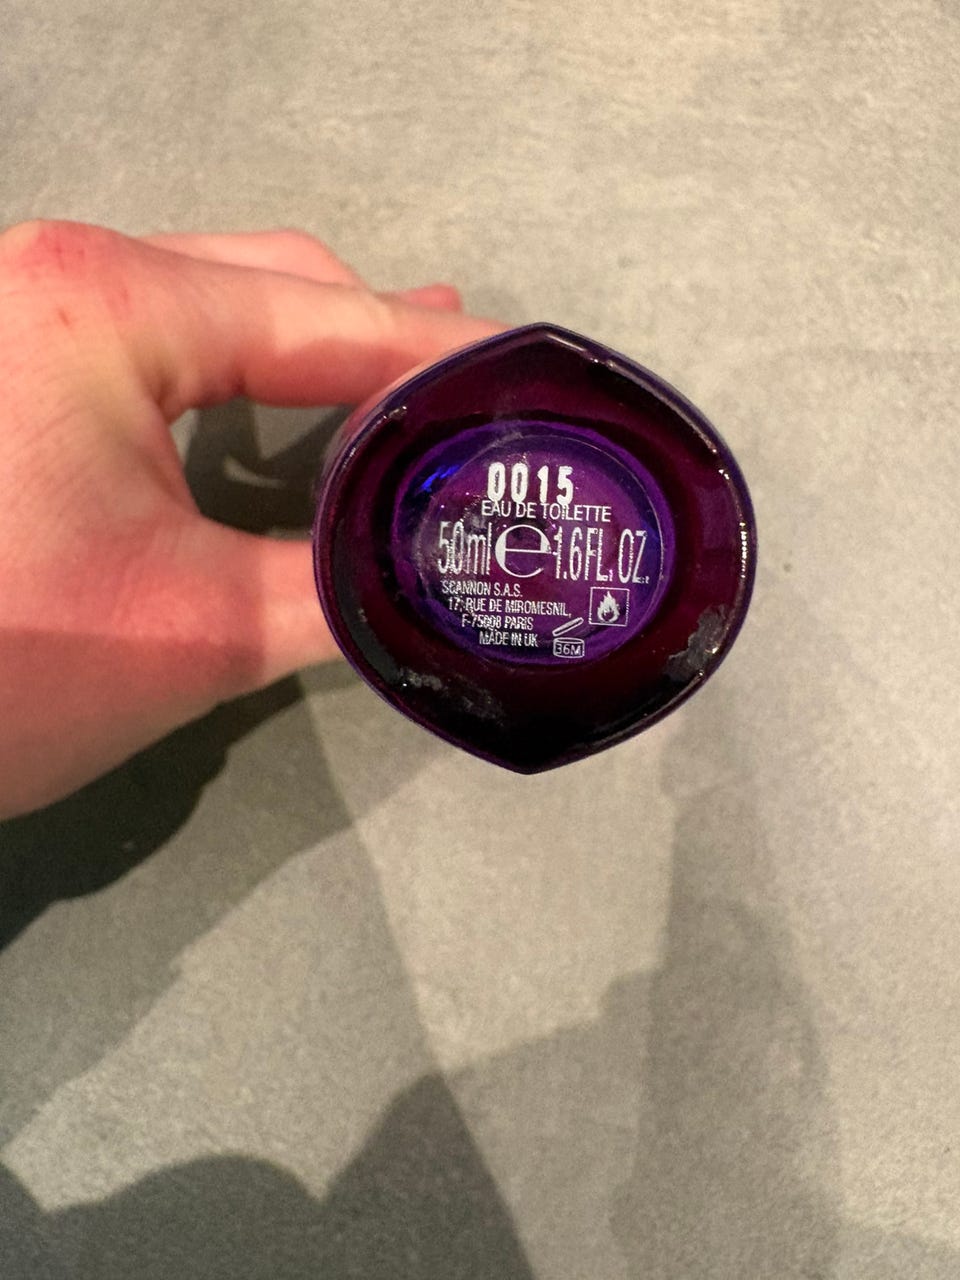 0015
EAU DE TOILETTE
50ml e 1.6FL. OZ.
SCANNON S.A.S.
17, RUE DE MIROMESNIL,
F-75008 PARIS
MADE IN UK
36M